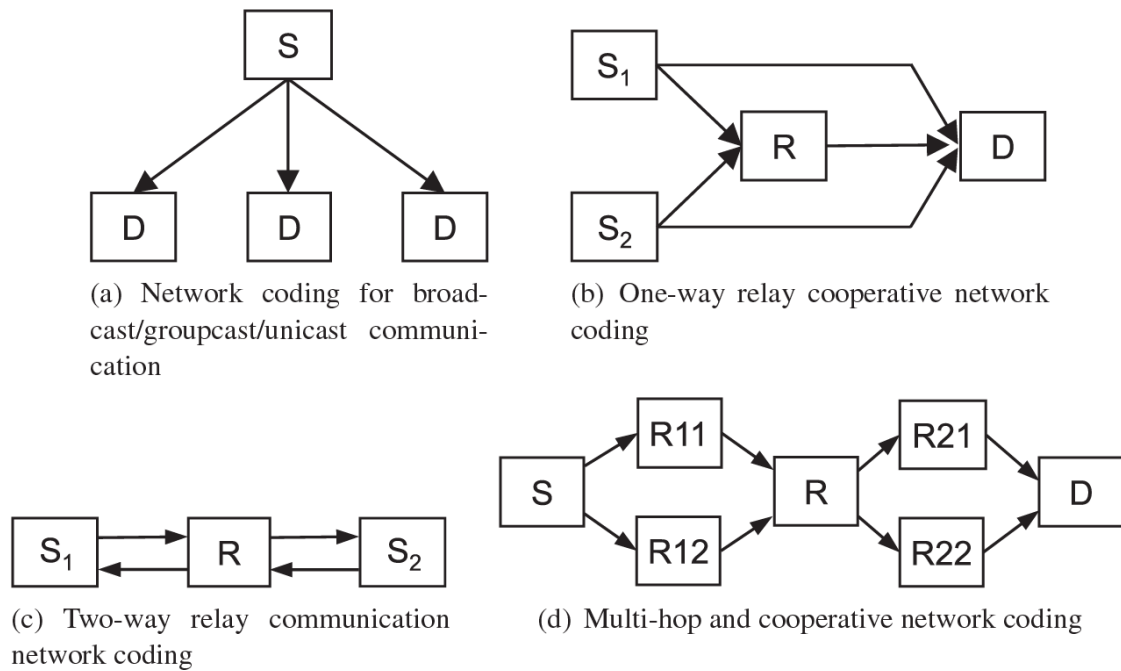 S
D
D
D
(a) Network coding for broad-
cast/groupcast/unicast communi-
cation
S1
R
D
S2
(b) One-way relay cooperative network
coding
S1
R
S2
(c) Two-way relay communication
network coding
R11
R21
S
R
D
R12
R22
(d) Multi-hop and cooperative network coding